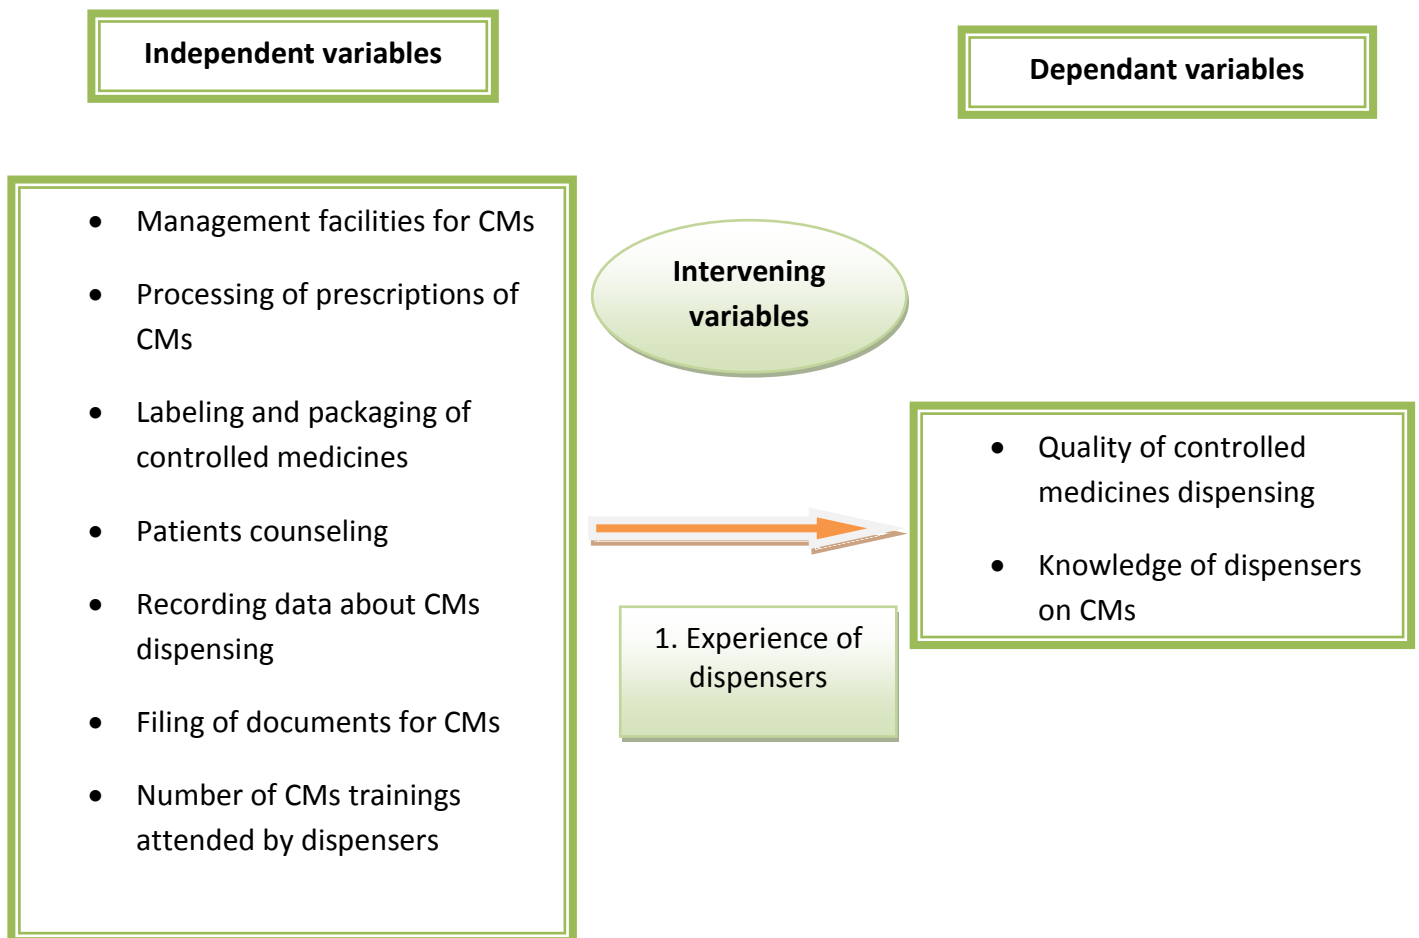 Independent variables
Dependant variables
• Management facilities for CMs
• Processing of prescriptions of
CMs
• Labeling and packaging of
controlled medicines
• Patients counseling
• Recording data about CMs
dispensing
• Filing of documents for CMs
• Number of CMs trainings
attended by dispensers
Intervening
variables
1. Experience of
dispensers
• Quality of controlled
medicines dispensing
• Knowledge of dispensers
on CMs